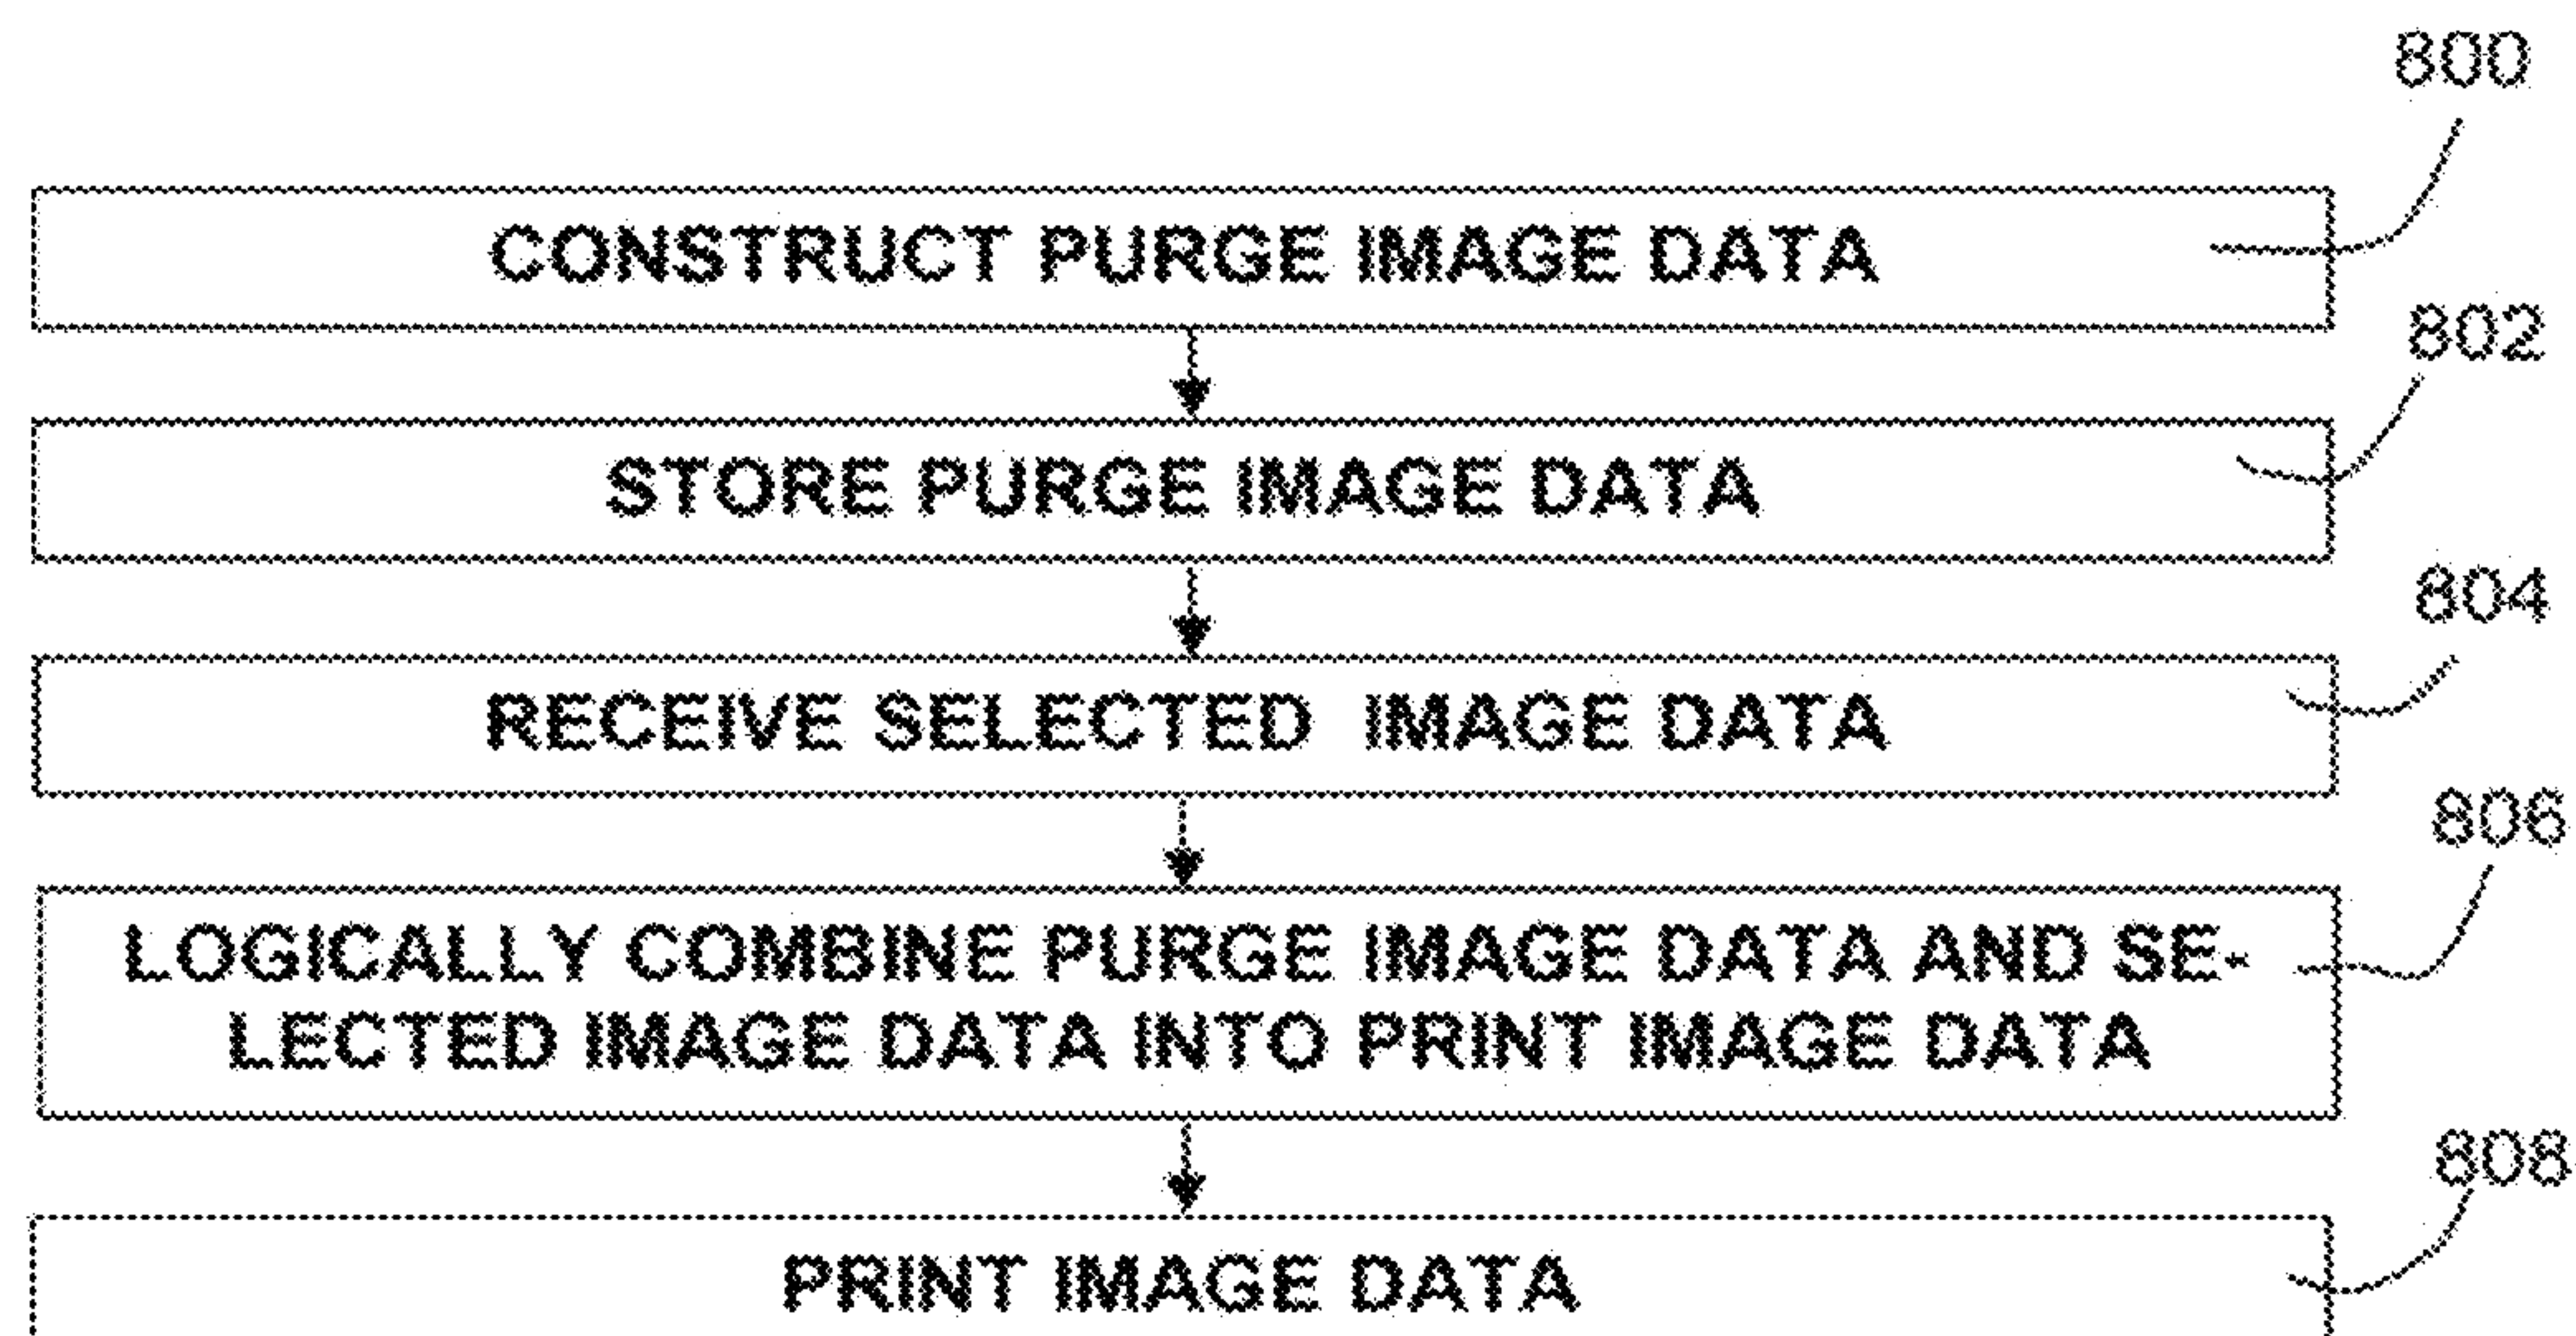 800
CONSTRUCT PURGE IMAGE DATA
802
STORE PURGE IMAGE DATA
804
RECEIVE SELECTED IMAGE DATA
806
LOGICALLY COMBINE PURGE IMAGE DATA AND SE-
LECTED IMAGE DATA INTO PRINT IMAGE DATA
808
PRINT IMAGE DATA